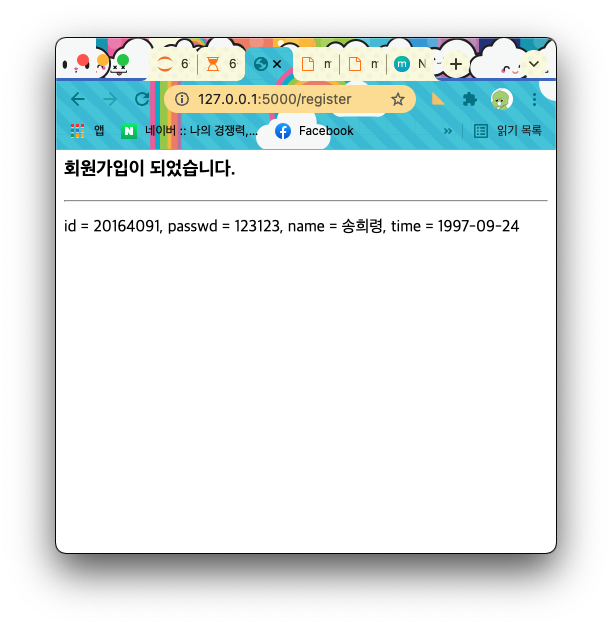 6
6
127.0.0.1:5000/register
앱
네이버 :: 나의 경쟁력,...
Facebook
»
읽기 목록
회원가입이 되었습니다.
id = 20164091, passwd = 123123, name = 송희령, time = 1997-09-24